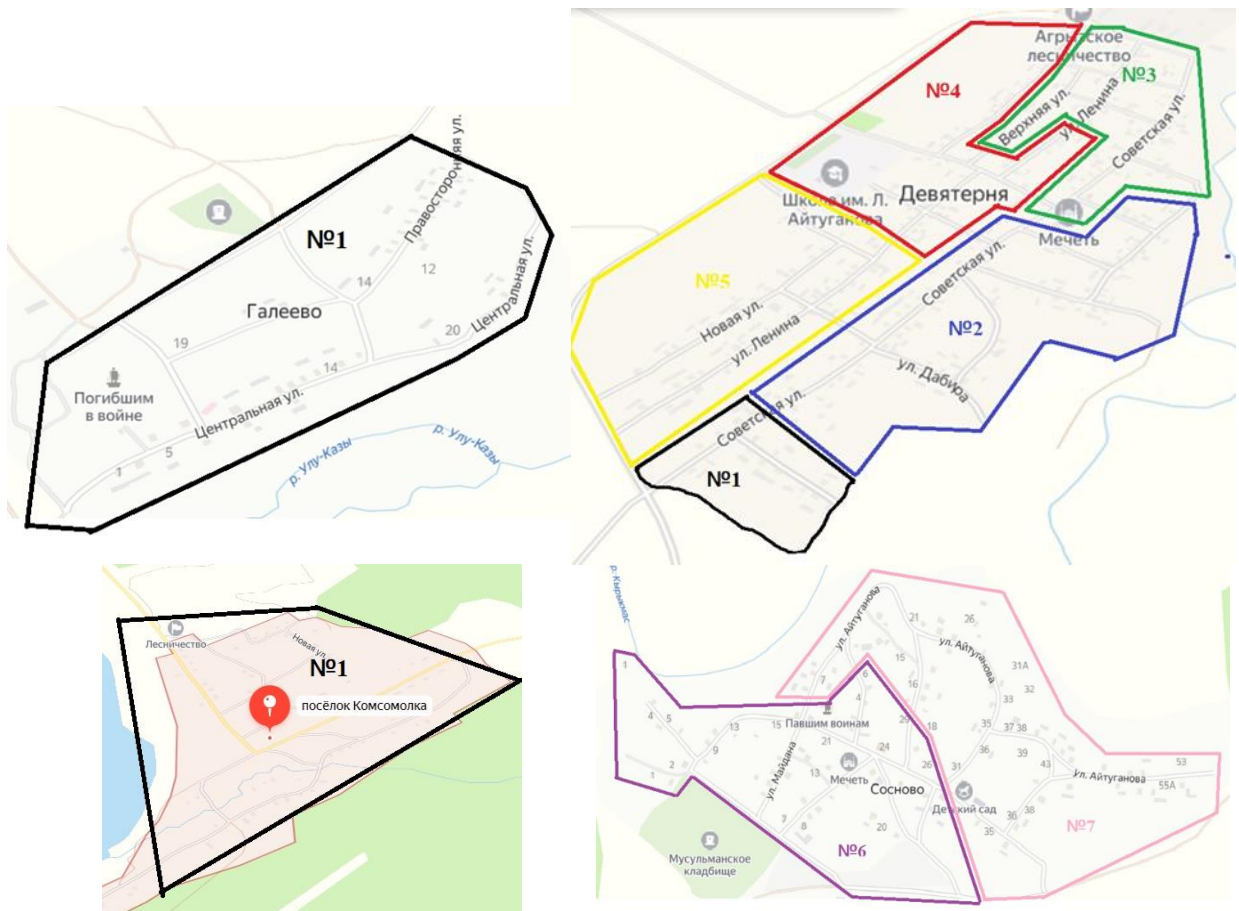 Правосторонняя ул.
№1
14
12
Центральная ул.
Галеево
19
20
14
Погибшим
в войне
Центральная ул.
5
1
р. Улу-Казы
р. Улу-Казы
Агрызское
лесничество
№4
№3
Верхняя ул.
ул. Ленина
Советская ул.
Школа им. Л.
Айтуганова
Девятерня
Мечеть
№5
Советская ул.
Новая ул.
ул. Ленина
№2
ул. Дабира
Советская ул.
№1
Лесничество
Новая ул.
№1
посёлок Комсомолка
р. Кырыкмас
ул. Айтуганова
21
26
ул. Айтуганова
1
15
31А
7
6
16
32
33
4
5
4
Павшим воинам
15
29
18
35
37
38
13
9
21
24
36
39
ул. Майдана
Мечеть
26
31
43
53
1
2
13
Сосново
ул. Айтуганова
55А
Детский сад
7
8
20
36
38
35
№7
№6
Мусульманское
кладбище